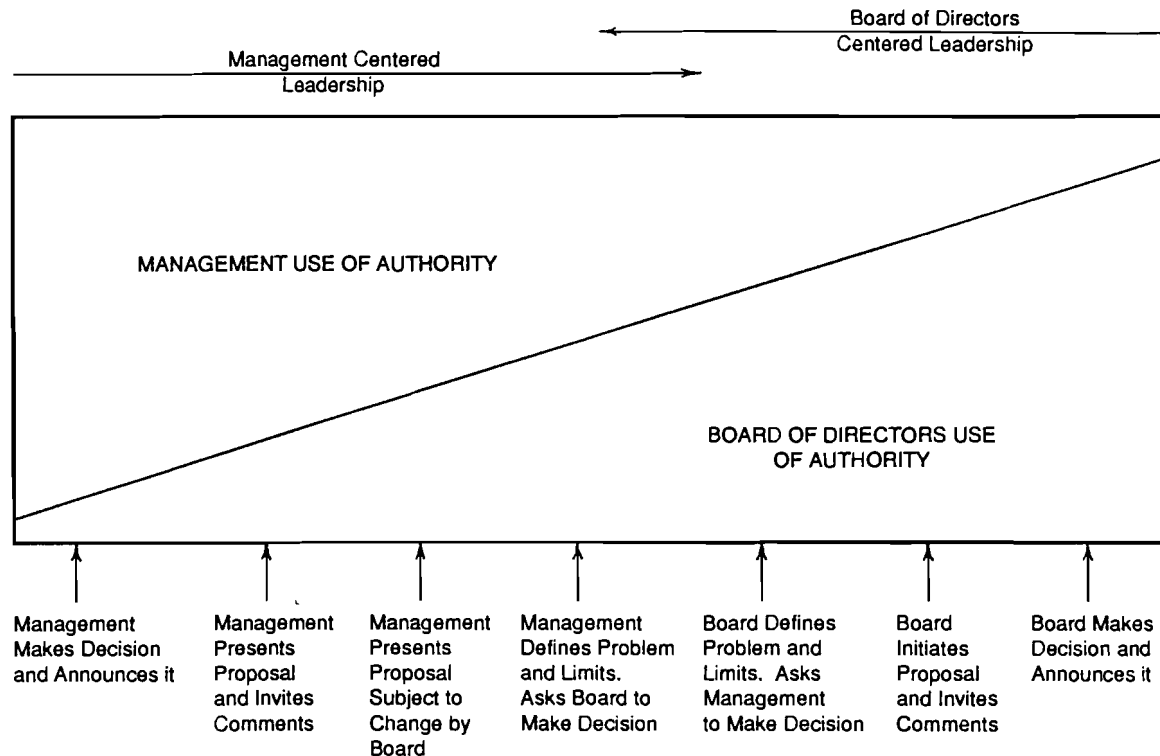 Board of Directors
Centered Leadership
Management Centered
Leadership
MANAGEMENT USE OF AUTHORITY
BOARD OF DIRECTORS USE
OF AUTHORITY
Management
Makes Decision
and Announces it
Management
Presents
Proposal
and Invites
Comments
Management
Presents
Proposal
Subject to
Change by
Board
Management
Defines Problem
and Limits.
Asks Board to
Make Decision
Board Defines
Problem and
Limits. Asks
Management
to Make Decision
Board
Initiates
Proposal
and Invites
Comments
Board Makes
Decision and
Announces it